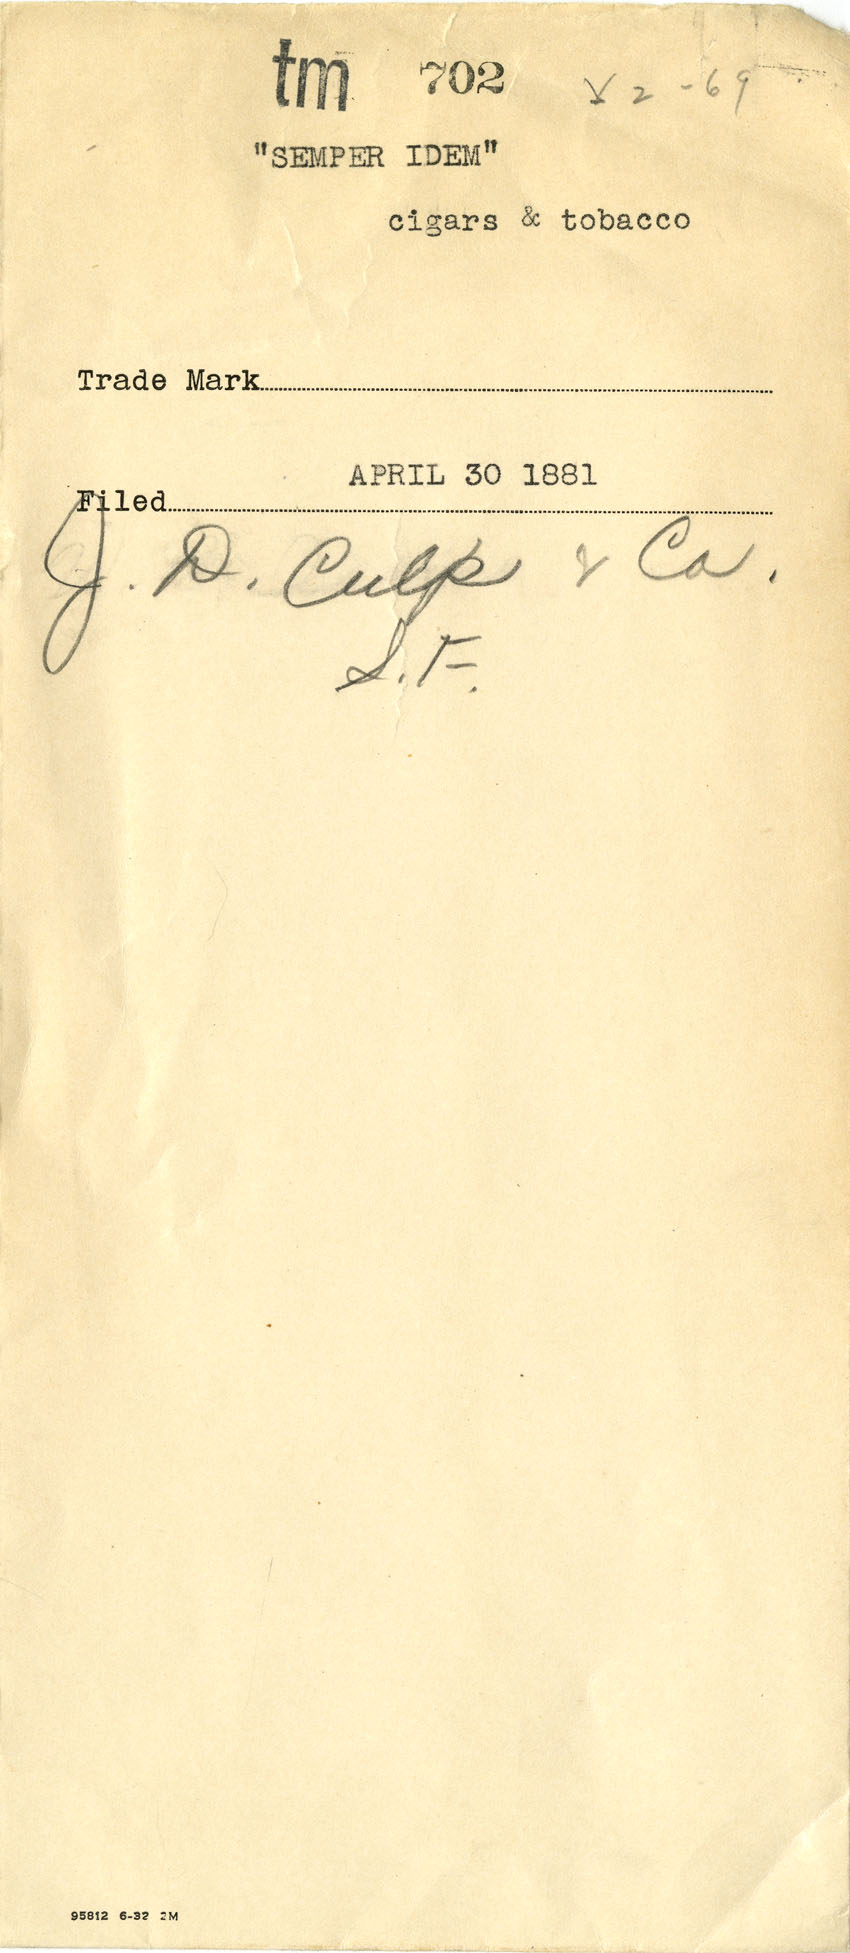 tm 702 V2-69
"SEMPER IDEM"
cigars & tobacco
Trade Mark
APRIL 30 1881
Filed
J. D. Culp & Co.
S. F.
95812 6-32 2M